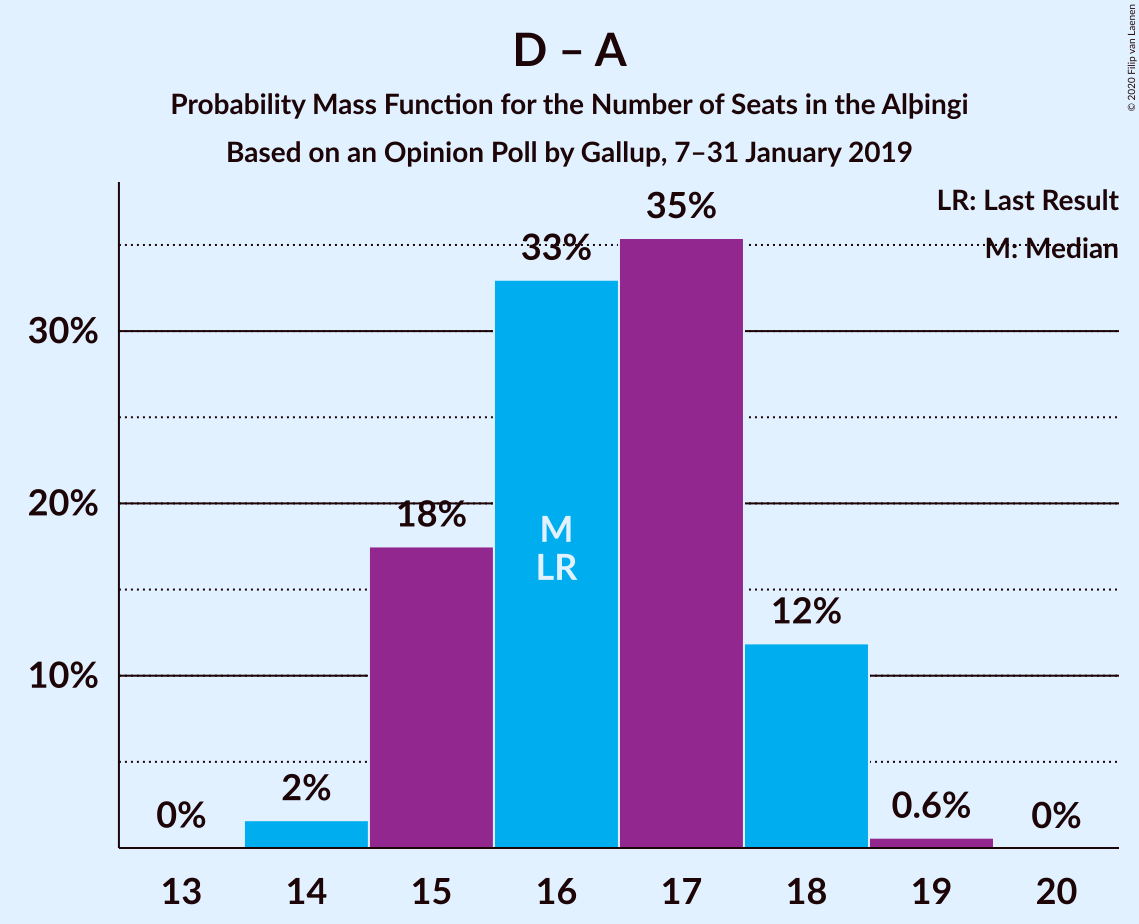 D – A
Probability Mass Function for the Number of Seats in the Alþingi
Based on an Opinion Poll by Gallup, 7–31 January 2019
© 2020 Filip van Laenen
LR: Last Result
M: Median
35%
33%
30%
20%
18%
M
LR
12%
10%
2%
0%
0.6%
0%
13 14 15 16 17 18 19 20